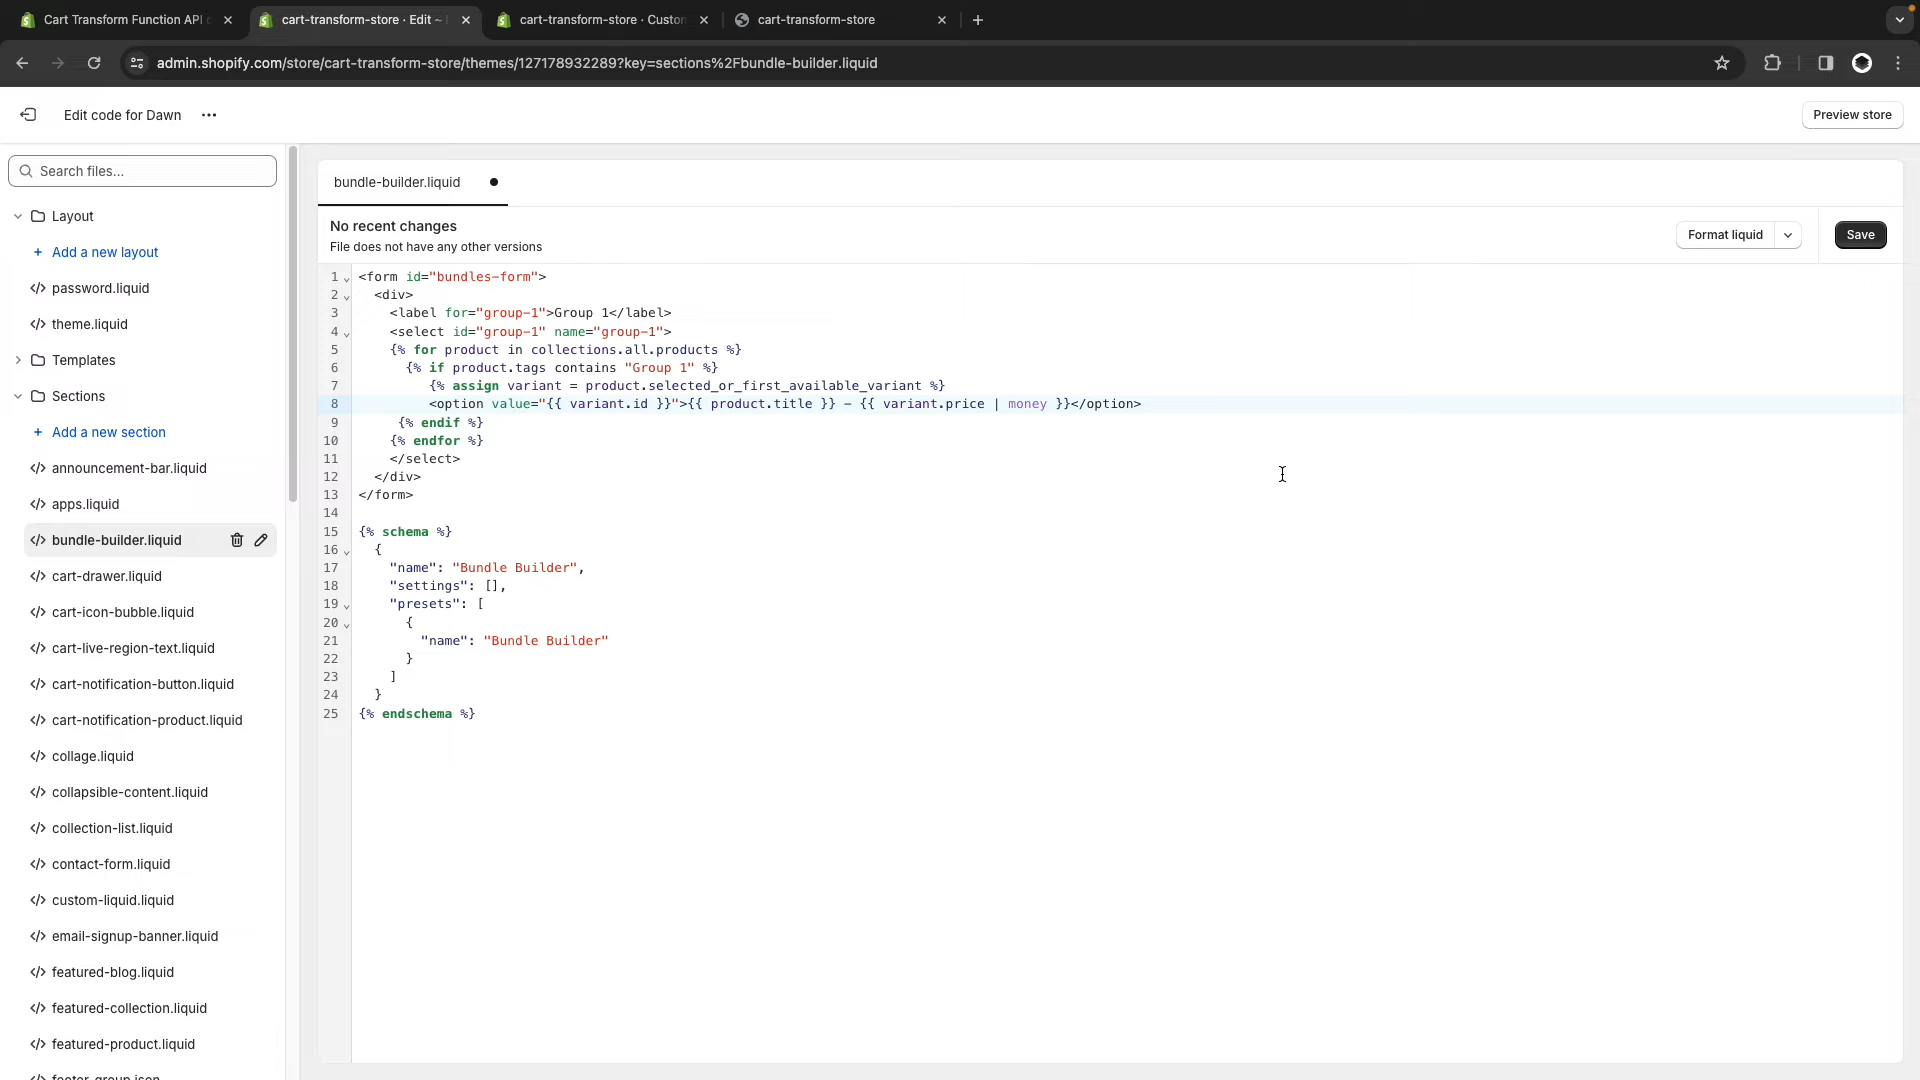 Cart Transform Function API
cart-transform-store · Edit ~
cart-transform-store · Custon
cart-transform-store
admin.shopify.com/store/cart-transform-store/themes/127178932289?key=sections%2Fbundle-builder.liquid
Edit code for Dawn
Preview store
Search files...
Layout
+ Add a new layout
</> password.liquid
</> theme.liquid
Templates
Sections
+ Add a new section
</> announcement-bar.liquid
</> apps.liquid
</> bundle-builder.liquid
</> cart-drawer.liquid
</> cart-icon-bubble.liquid
</> cart-live-region-text.liquid
</> cart-notification-button.liquid
</> cart-notification-product.liquid
</> collage.liquid
</> collapsible-content.liquid
</> collection-list.liquid
</> contact-form.liquid
</> custom-liquid.liquid
</> email-signup-banner.liquid
</> featured-blog.liquid
</> featured-collection.liquid
</> featured-product.liquid
footer-group.json
bundle-builder.liquid
No recent changes
File does not have any other versions
Format liquid
Save
1 <form id="bundles-form">
2 <div>
3 <label for="group-1">Group 1</label>
4 <select id="group-1" name="group-1">
5 {% for product in collections.all.products %}
6 {% if product.tags contains "Group 1" %}
7 {% assign variant = product.selected_or_first_available_variant %}
8 <option value="{{ variant.id }}">{{ product.title }} - {{ variant.price | money }}</option>
9 {% endif %}
10 {% endfor %}
11 </select>
12 </div>
13 </form>
14
15 {% schema %}
16 {
17 "name": "Bundle Builder",
18 "settings": [],
19 "presets": [
20 {
21 "name": "Bundle Builder"
22 }
23 ]
24 }
25 {% endschema %}